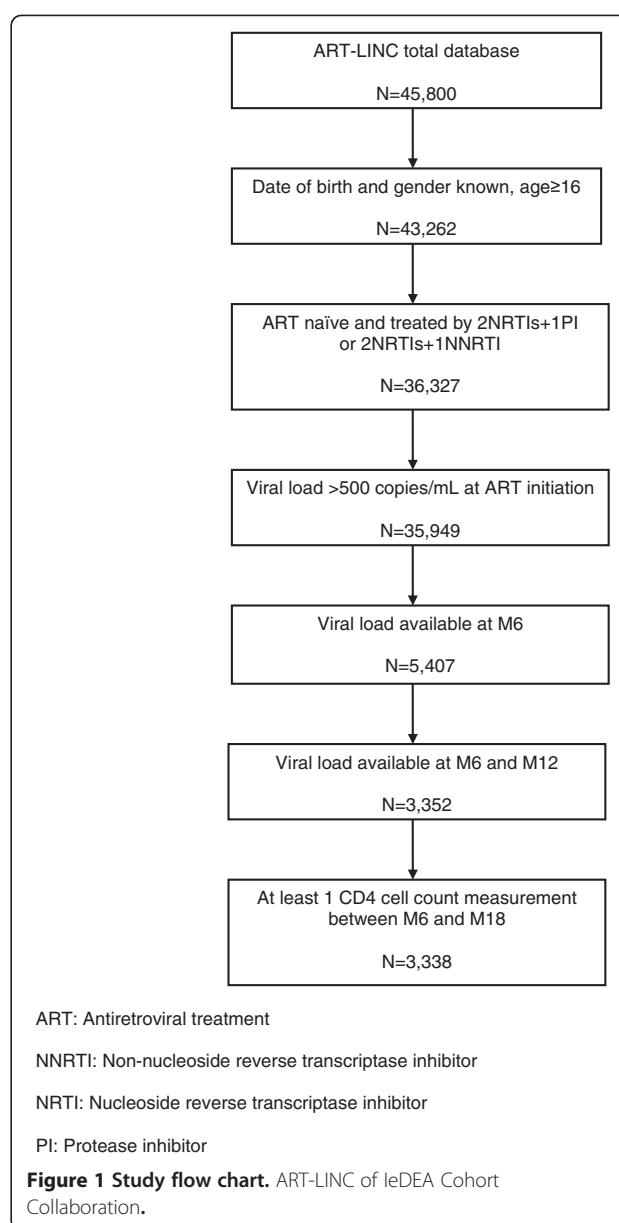 ART-LINC total database
N=45,800
Date of birth and gender known, age≥16
N=43,262
ART naïve and treated by 2NRTIs+1PI
or 2NRTIs+1NNRTI
N=36,327
Viral load >500 copies/mL at ART initiation
N=35,949
Viral load available at M6
N=5,407
Viral load available at M6 and M12
N=3,352
At least 1 CD4 cell count measurement
between M6 and M18
N=3,338
ART: Antiretroviral treatment
NNRTI: Non-nucleoside reverse transcriptase inhibitor
NRTI: Nucleoside reverse transcriptase inhibitor
PI: Protease inhibitor
Figure 1 Study flow chart. ART-LINC of IeDEA Cohort
Collaboration.